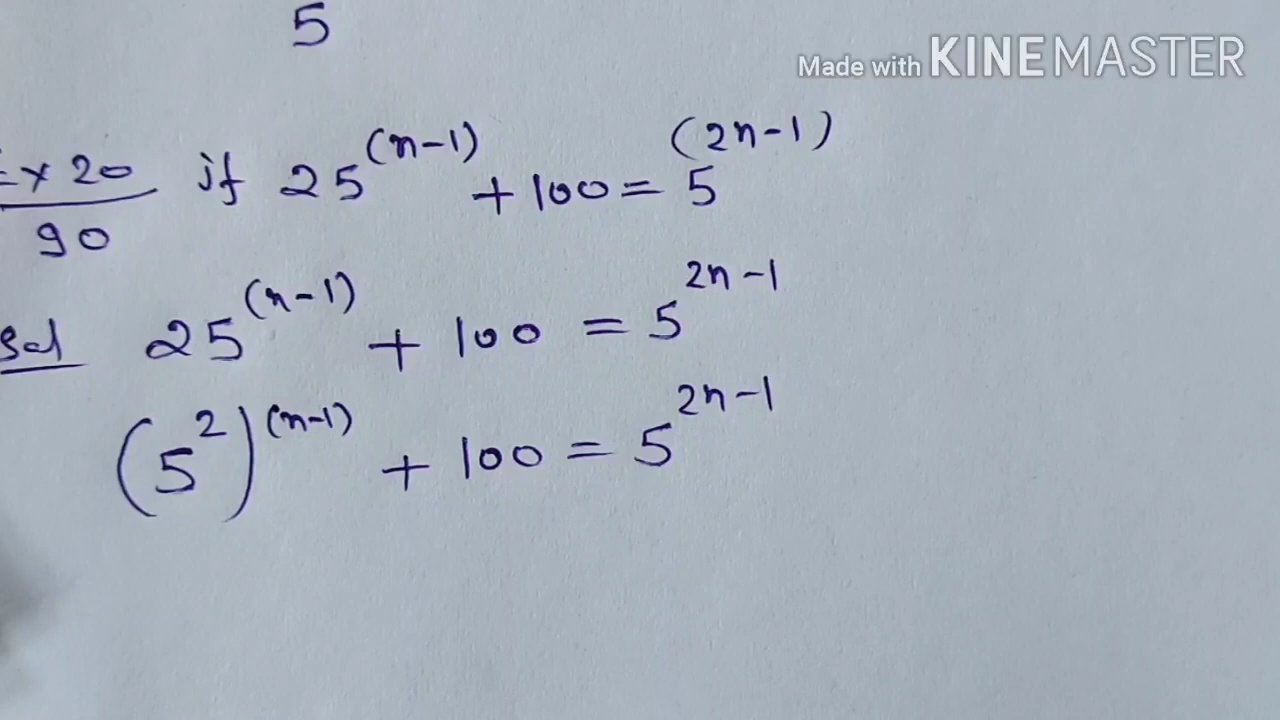 5
Made with KINEMASTER
Ex 20 if 25^(n-1) + 100 = 5^(2n-1)
90
Sol 25^(n-1) + 100 = 5^2n-1
(5^2)^(n-1) + 100 = 5^2n-1